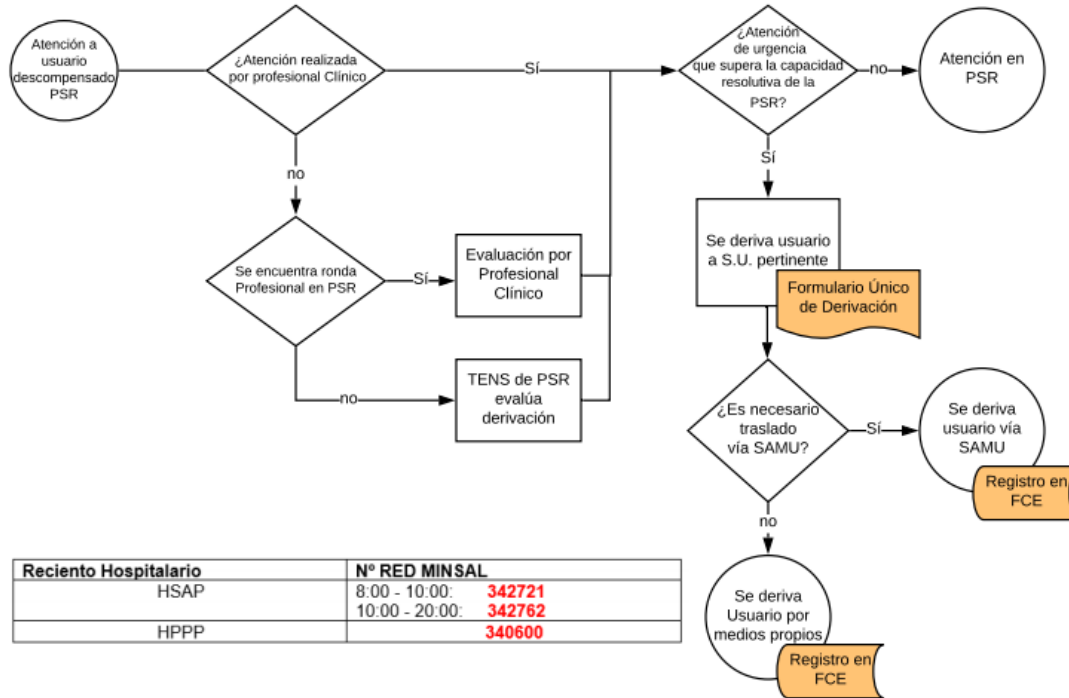 Atención a
usuario
descompensado
PSR
¿Atención realizada
por profesional Clínico
Sí
¿Atención
de urgencia
que supera la capacidad
resolutiva de la
PSR?
no
Atención en
PSR
no
Sí
Se encuentra ronda
Profesional en PSR
Sí
Evaluación por
Profesional
Clínico
Se deriva usuario
a S.U. pertinente
Formulario Único
de Derivación
no
TENS de PSR
evalúa
derivación
¿Es necesario
traslado
vía SAMU?
Sí
Se deriva
usuario vía
SAMU
Registro en
FCE
no
Se deriva
Usuario por
medios propios
Registro en
FCE
Reciento Hospitalario Nº RED MINSAL
HSAP 8:00 - 10:00: 342721
10:00 - 20:00: 342762
HPPP 340600